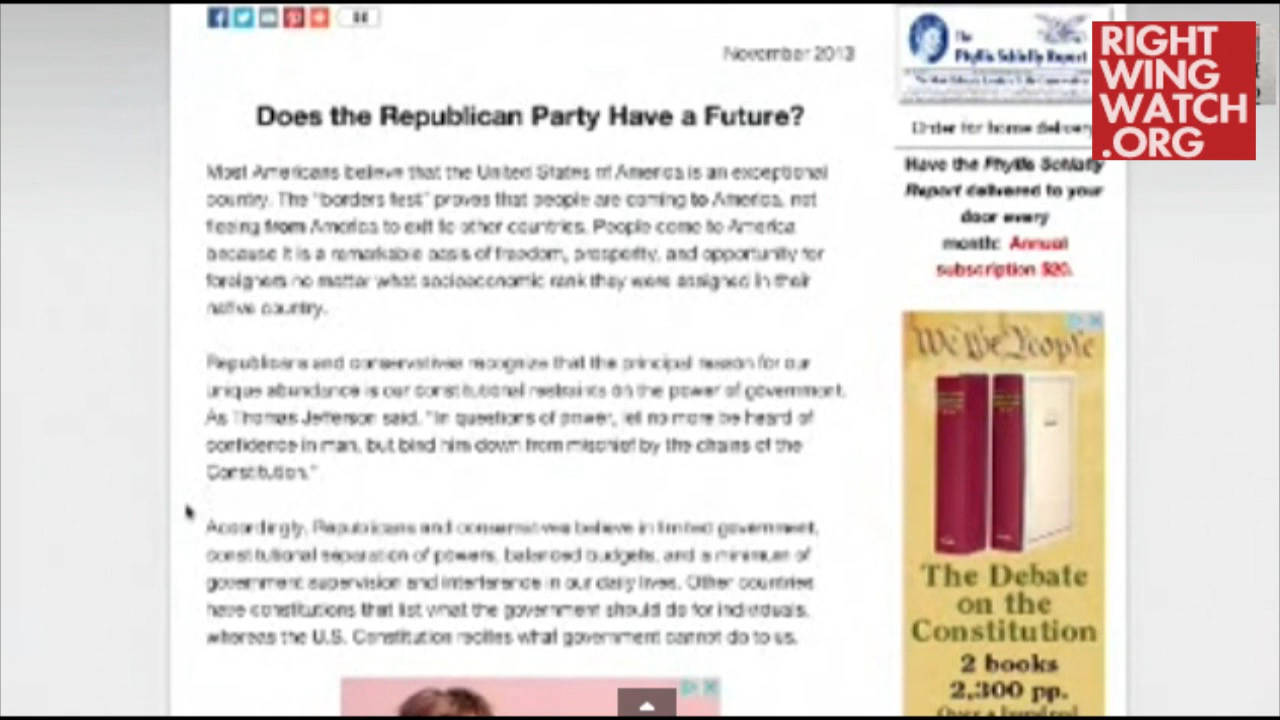 88
November 2013
Does the Republican Party Have a Future?
Most Americans believe that the United States of America is an exceptional
country. The "borders test" proves that people are coming to America, not
fleeing from America to exit to other countries. People come to America
because it is a remarkable oasis of freedom, prosperity, and opportunity for
foreigners no matter what socioeconomic rank they were assigned in their
native country.
Republicans and conservatives recognize that the principal reason for our
unique abundance is our constitutional restraints on the power of government.
As Thomas Jefferson said, "In questions of power, let no more be heard of
confidence in man, but bind him down from mischief by the chains of the
Constitution."
Accordingly, Republicans and conservatives believe in limited government,
constitutional separation of powers, balanced budgets, and a minimum of
government supervision and interference in our daily lives. Other countries
have constitutions that list what the government should do for individuals,
whereas the U.S. Constitution recites what government cannot do to us.
The
Phyllis Schlafly Report
RIGHT
WING
WATCH
.ORG
Order for home delivery
Have the Phyllis Schlafly
Report delivered to your
door every
month: Annual
subscription $20.
We the People
The Debate
on the
Constitution
2 books
2,300 pp.
Over a hundred